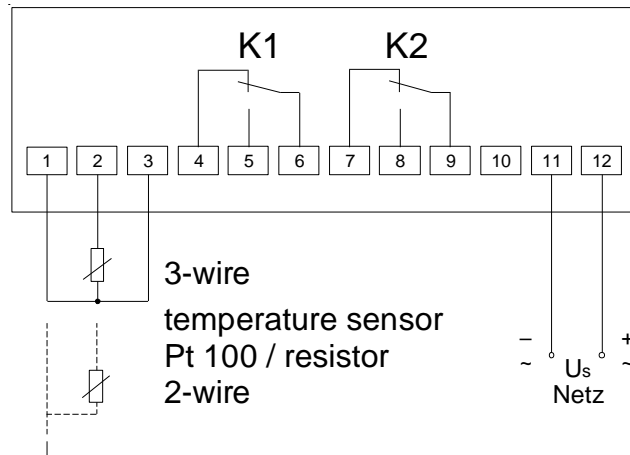 K1 K2
1 2 3 4 5 6 7 8 9 10 11 12
3-wire
temperature sensor
Pt 100 / resistor
2-wire
– +
~ Us ~
Netz